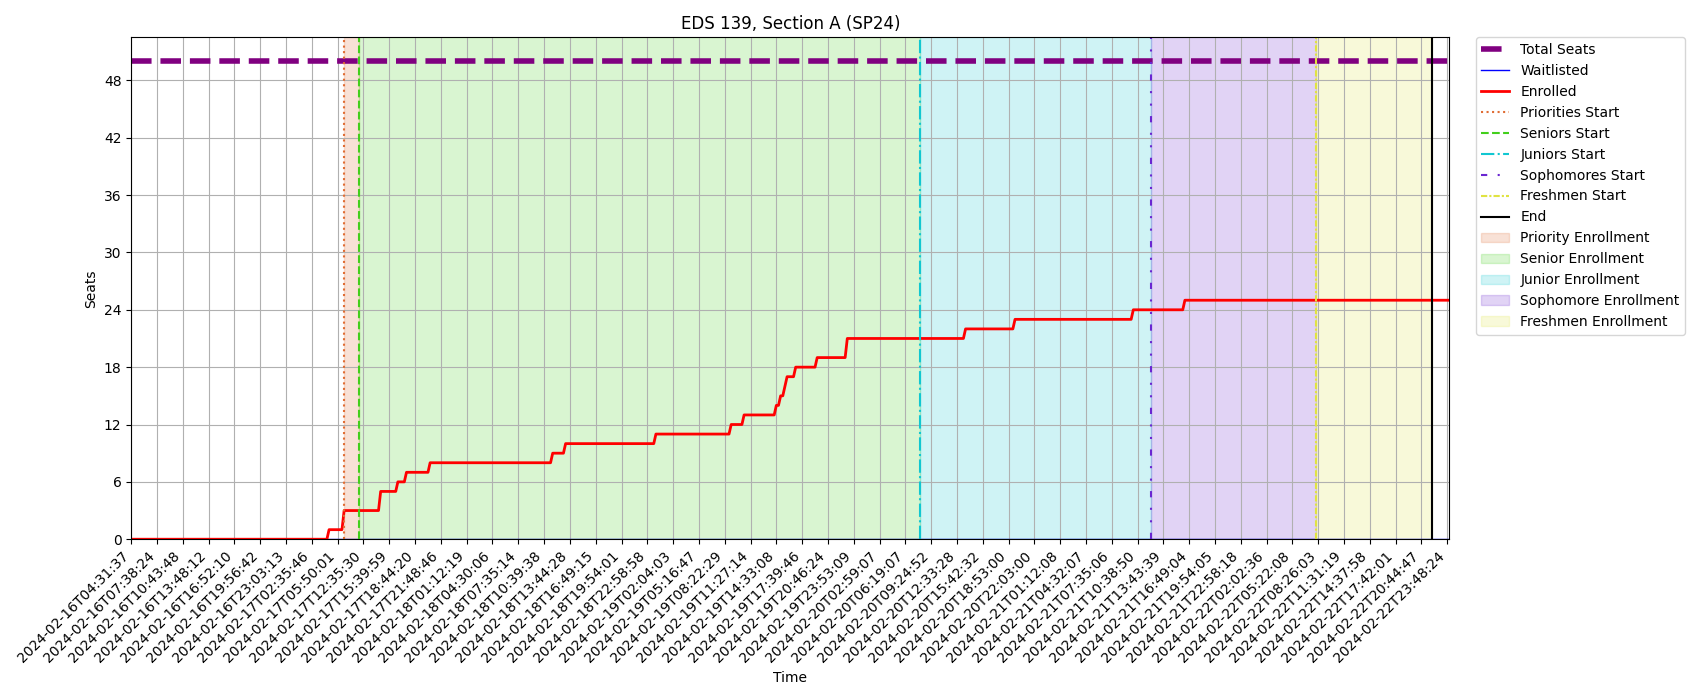 EDS 139, Section A (SP24)
Seats
48
42
36
30
24
18
12
6
0
2024-02-16T04:31:37
2024-02-16T07:38:24
2024-02-16T10:43:48
2024-02-16T13:48:12
2024-02-16T16:52:10
2024-02-16T19:56:42
2024-02-16T23:03:13
2024-02-17T02:35:46
2024-02-17T05:50:01
2024-02-17T12:35:30
2024-02-17T15:39:59
2024-02-17T18:44:20
2024-02-17T21:48:46
2024-02-18T01:12:19
2024-02-18T04:30:06
2024-02-18T07:35:14
2024-02-18T10:39:38
2024-02-18T13:44:28
2024-02-18T16:49:15
2024-02-18T19:54:01
2024-02-18T22:58:58
2024-02-19T02:04:03
2024-02-19T05:16:47
2024-02-19T08:22:29
2024-02-19T11:27:14
2024-02-19T14:33:08
2024-02-19T17:39:46
2024-02-19T20:46:24
2024-02-19T23:53:09
2024-02-20T02:59:07
2024-02-20T06:19:07
2024-02-20T09:24:52
2024-02-20T12:33:28
2024-02-20T15:42:32
2024-02-20T18:53:00
2024-02-20T22:03:00
2024-02-21T01:12:08
2024-02-21T04:32:07
2024-02-21T07:35:06
2024-02-21T10:38:50
2024-02-21T13:43:39
2024-02-21T16:49:04
2024-02-21T19:54:05
2024-02-21T22:58:18
2024-02-22T02:02:36
2024-02-22T05:22:08
2024-02-22T08:26:03
2024-02-22T11:31:19
2024-02-22T14:37:58
2024-02-22T17:42:01
2024-02-22T20:44:47
2024-02-22T23:48:24
Time
Total Seats
Waitlisted
Enrolled
Priorities Start
Seniors Start
Juniors Start
Sophomores Start
Freshmen Start
End
Priority Enrollment
Senior Enrollment
Junior Enrollment
Sophomore Enrollment
Freshmen Enrollment